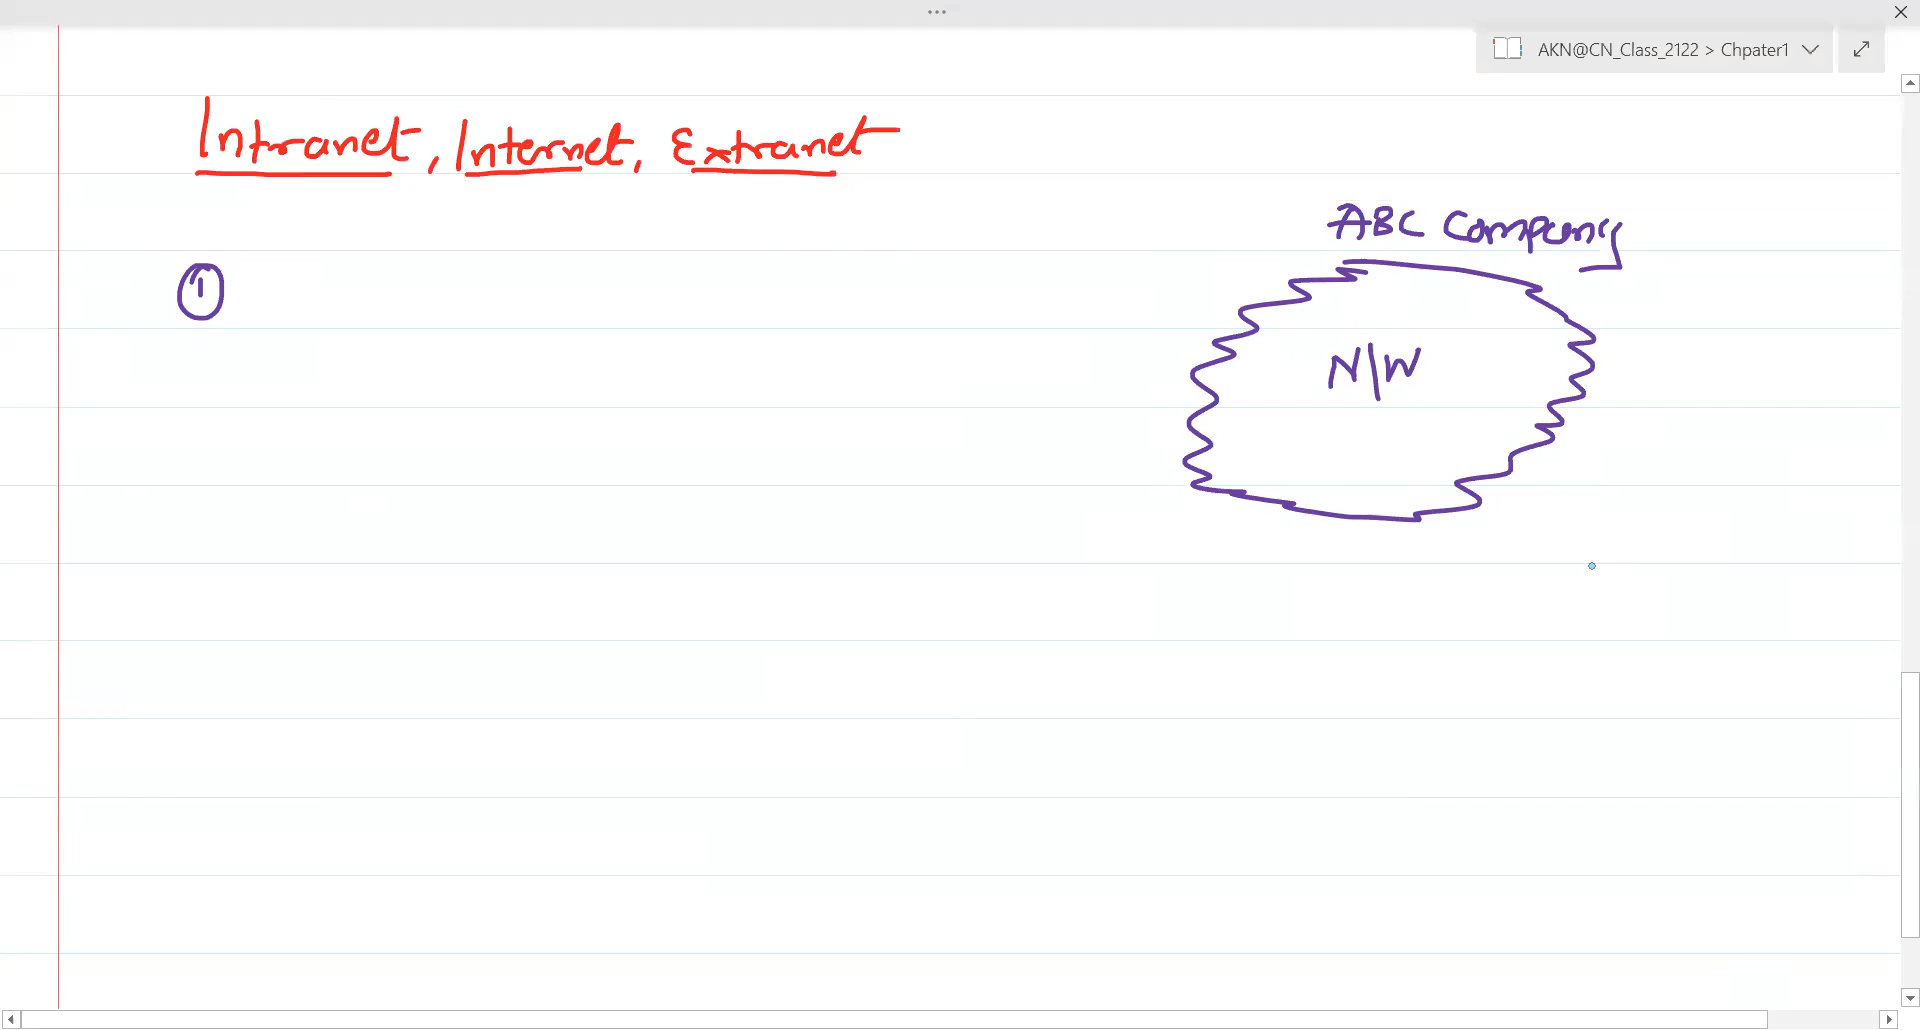 AKN@CN_Class_2122 > Chpater1
Intranet, Internet, Extranet
ABC Company
①
N/W